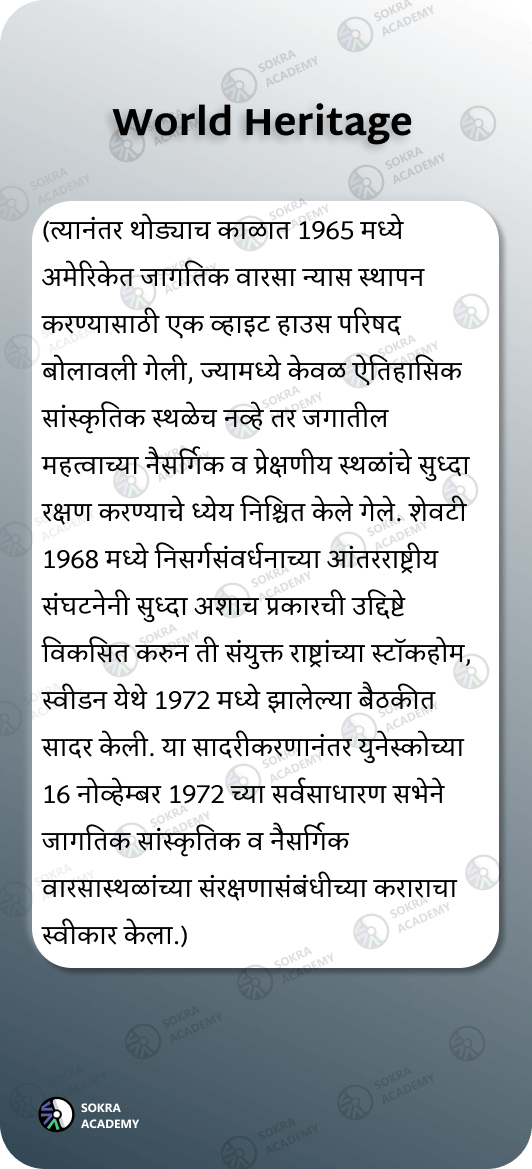 World Heritage
(त्यानंतर थोड्याच काळात 1965 मध्ये
अमेरिकेत जागतिक वारसा न्यास स्थापन
करण्यासाठी एक व्हाइट हाउस परिषद
बोलावली गेली, ज्यामध्ये केवळ ऐतिहासिक
सांस्कृतिक स्थळेच नव्हे तर जगातील
महत्वाच्या नैसर्गिक व प्रेक्षणीय स्थळांचे सुध्दा
रक्षण करण्याचे ध्येय निश्चित केले गेले. शेवटी
1968 मध्ये निसर्गसंवर्धनाच्या आंतरराष्ट्रीय
संघटनेनी सुध्दा अशाच प्रकारची उद्दिष्टे
विकसित करुन ती संयुक्त राष्ट्रांच्या स्टॉकहोम,
स्वीडन येथे 1972 मध्ये झालेल्या बैठकीत
सादर केली. या सादरीकरणानंतर युनेस्कोच्या
16 नोव्हेम्बर 1972 च्या सर्वसाधारण सभेने
जागतिक सांस्कृतिक व नैसर्गिक
वारसास्थळांच्या संरक्षणासंबंधीच्या कराराचा
स्वीकार केला.)
SOKRA
ACADEMY